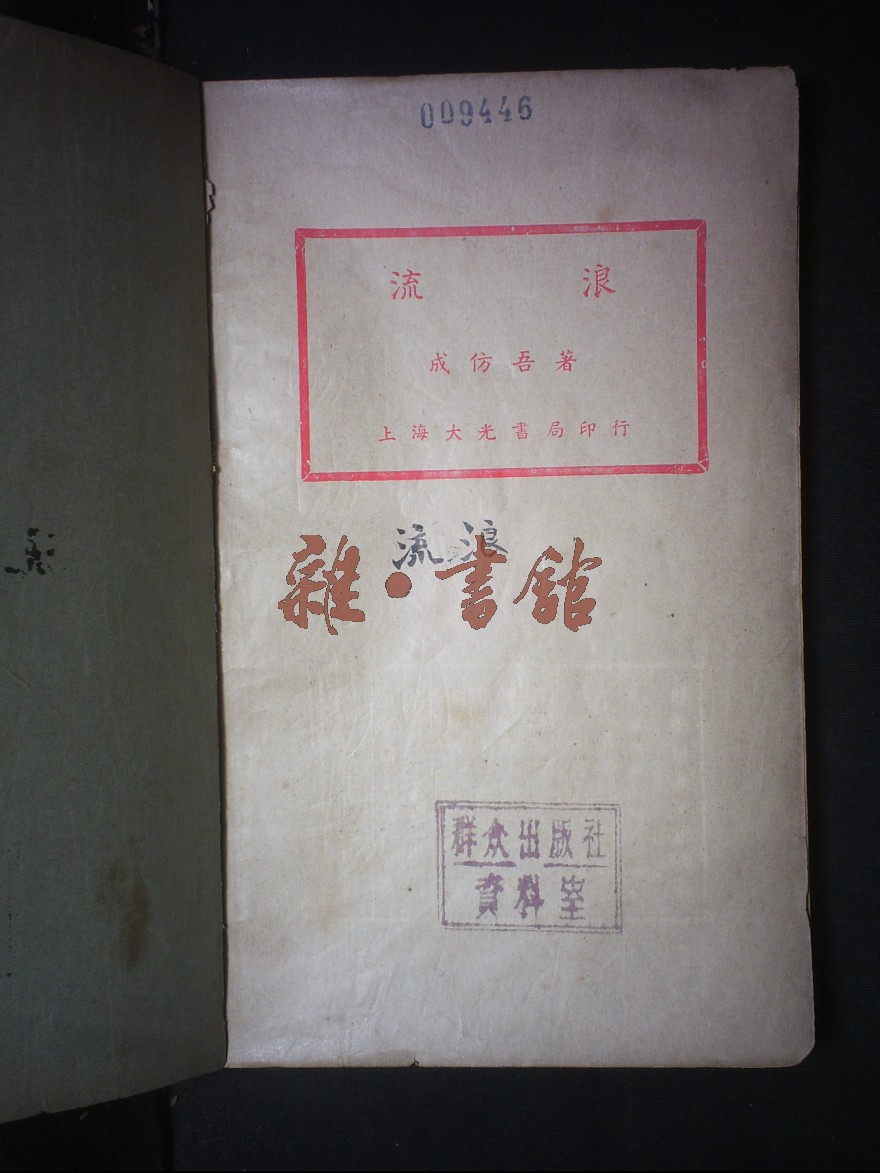 009446
流浪
成仿吾著
上海大光書局印行
流浪
雜·書館
群众出版社
資料室